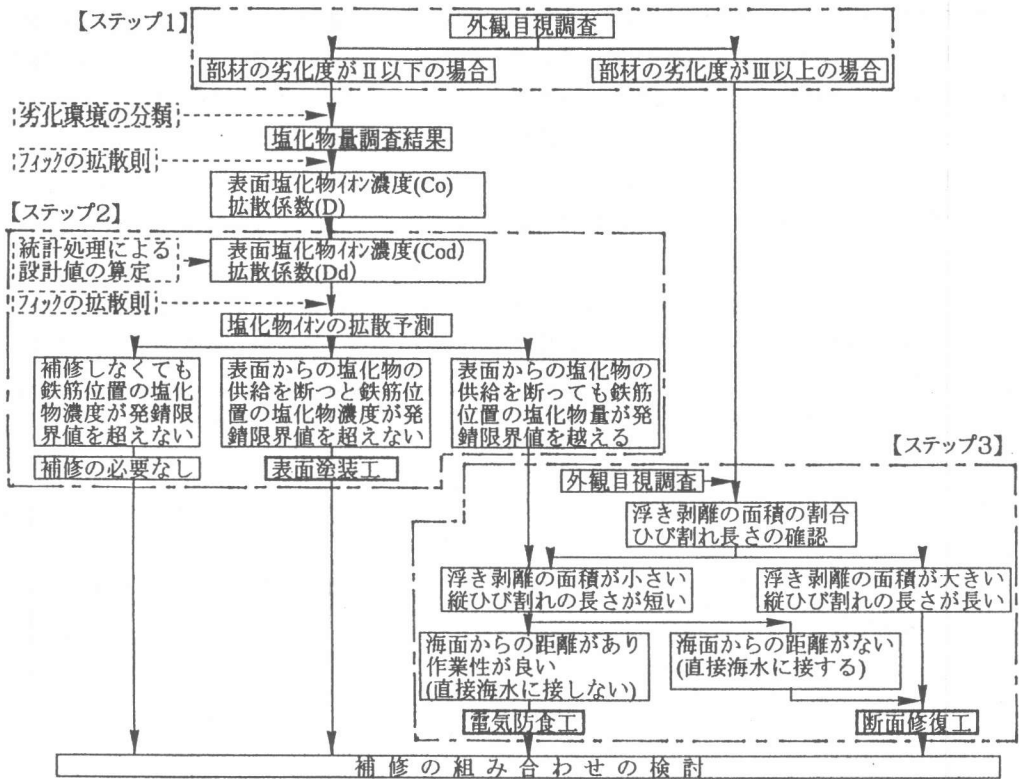 【ステップ1】
外観目視調査
部材の劣化度がⅡ以下の場合
部材の劣化度がⅢ以上の場合
劣化環境の分類
塩化物量調査結果
フィックの拡散則
表面塩化物イオン濃度(Co)
拡散係数(D)
【ステップ2】
統計処理による
設計値の算定
表面塩化物イオン濃度(Cod)
拡散係数(Dd)
フィックの拡散則
塩化物イオンの拡散予測
補修しなくても
鉄筋位置の塩化
物濃度が発錆限
界値を超えない
表面からの塩化物の
供給を断つと鉄筋位
置の塩化物濃度が発
錆限界値を超えない
表面からの塩化物の
供給を断っても鉄筋
位置の塩化物量が発
錆限界値を越える
補修の必要なし
表面塗装工
【ステップ3】
外観目視調査
浮き剥離の面積の割合
ひび割れ長さの確認
浮き剥離の面積が小さい
縦ひび割れの長さが短い
浮き剥離の面積が大きい
縦ひび割れの長さが長い
海面からの距離があり
作業性が良い
(直接海水に接しない)
海面からの距離がない
(直接海水に接する)
電気防食工
断面修復工
補修の組み合わせの検討